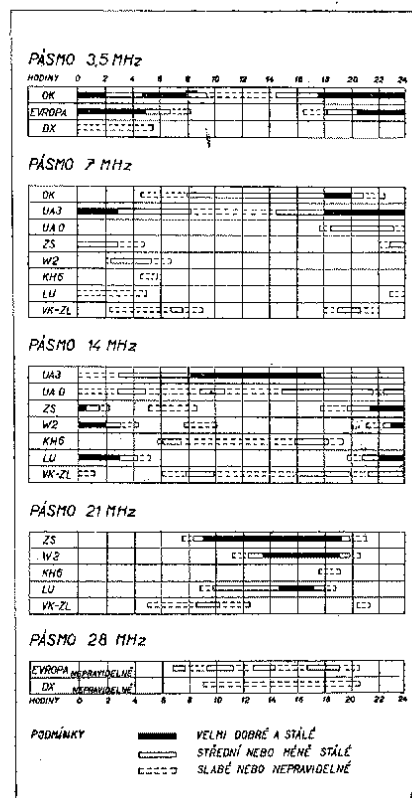 PÁSMO 3,5 MHz
HODINY 0 2 4 6 8 10 12 14 16 18 20 22 24
OK
EVROPA
DX
PÁSMO 7 MHz
OK
UA3
UA0
ZS
W2
KH6
LU
VK-ZL
PÁSMO 14 MHz
UA3
UA0
ZS
W2
KH6
LU
VK-ZL
PÁSMO 21 MHz
ZS
W2
KH6
LU
VK-ZL
PÁSMO 28 MHz
EVROPA NEPRAVIDELNĚ
DX NEPRAVIDELNĚ
HODINY 0 2 4 6 8 10 12 14 16 18 20 22 24
PODMÍNKY
VELMI DOBRÉ A STÁLÉ
STŘEDNÍ NEBO MÉNĚ STÁLÉ
SLABÉ NEBO NEPRAVIDELNÉ